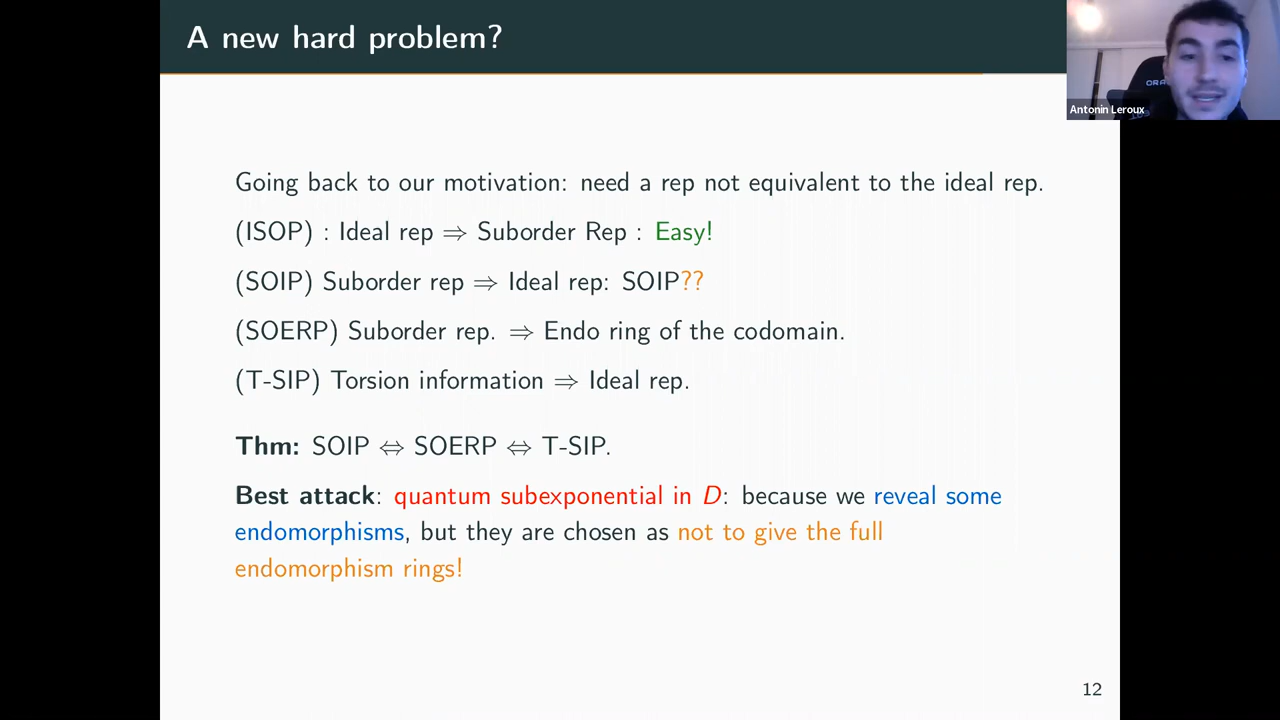 A new hard problem?
Antonin Leroux
Going back to our motivation: need a rep not equivalent to the ideal rep.
(ISOP) : Ideal rep ⇒ Suborder Rep : Easy!
(SOIP) Suborder rep ⇒ Ideal rep: SOIP??
(SOERP) Suborder rep. ⇒ Endo ring of the codomain.
(T-SIP) Torsion information ⇒ Ideal rep.
Thm: SOIP ⇔ SOERP ⇔ T-SIP.
Best attack: quantum subexponential in D: because we reveal some
endomorphisms, but they are chosen as not to give the full
endomorphism rings!
12